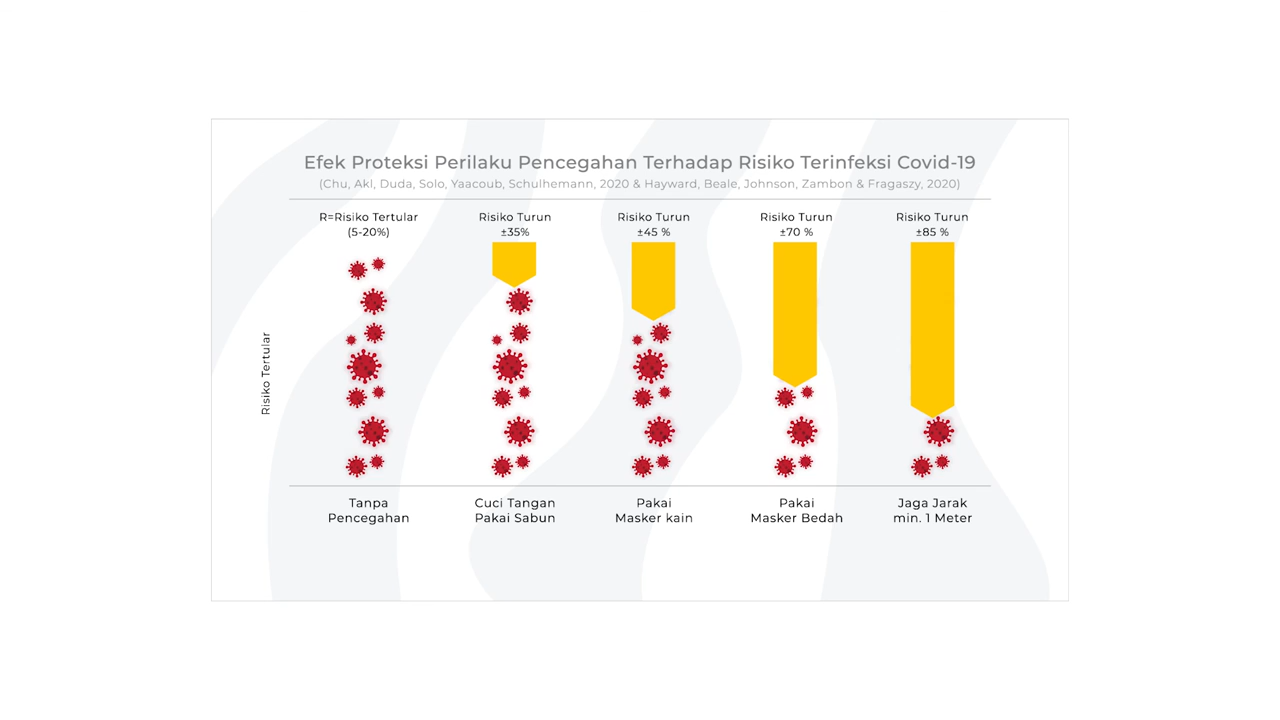 Efek Proteksi Perilaku Pencegahan Terhadap Risiko Terinfeksi Covid-19
(Chu, Akl, Duda, Solo, Yaacoub, Schulhemann, 2020 & Hayward, Beale, Johnson, Zambon & Fragaszy, 2020)
R=Risiko Tertular
(5-20%)
Risiko Turun
±35%
Risiko Turun
±45 %
Risiko Turun
±70 %
Risiko Turun
±85 %
Risiko Tertular
Tanpa
Pencegahan
Cuci Tangan
Pakai Sabun
Pakai
Masker kain
Pakai
Masker Bedah
Jaga Jarak
min. 1 Meter